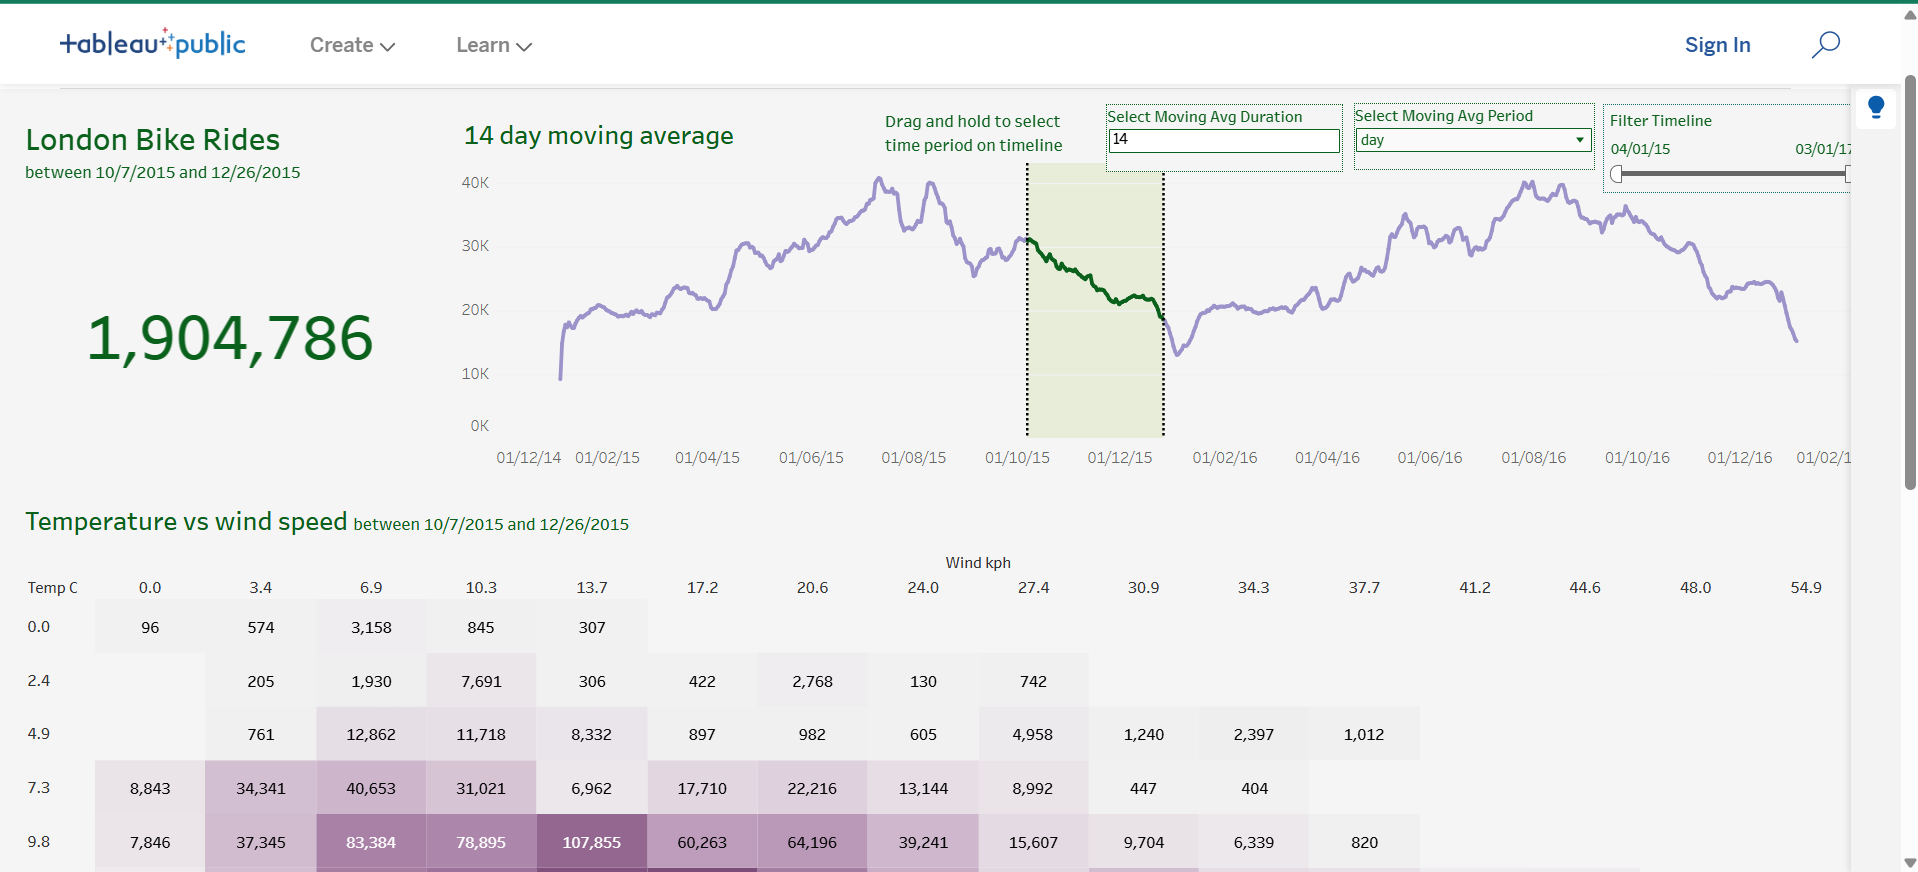 tableau public
Create
Learn
Sign In
London Bike Rides
between 10/7/2015 and 12/26/2015
1,904,786
14 day moving average
Drag and hold to select
time period on timeline
Select Moving Avg Duration
14
Select Moving Avg Period
day
Filter Timeline
04/01/15 03/01/17
40K
30K
20K
10K
0K
01/12/14 01/02/15 01/04/15 01/06/15 01/08/15 01/10/15 01/12/15 01/02/16 01/04/16 01/06/16 01/08/16 01/10/16 01/12/16 01/02/1
Temperature vs wind speed between 10/7/2015 and 12/26/2015
Wind kph
Temp C 0.0 3.4 6.9 10.3 13.7 17.2 20.6 24.0 27.4 30.9 34.3 37.7 41.2 44.6 48.0 54.9
0.0 96 574 3,158 845 307
2.4 205 1,930 7,691 306 422 2,768 130 742
4.9 761 12,862 11,718 8,332 897 982 605 4,958 1,240 2,397 1,012
7.3 8,843 34,341 40,653 31,021 6,962 17,710 22,216 13,144 8,992 447 404
9.8 7,846 37,345 83,384 78,895 107,855 60,263 64,196 39,241 15,607 9,704 6,339 820